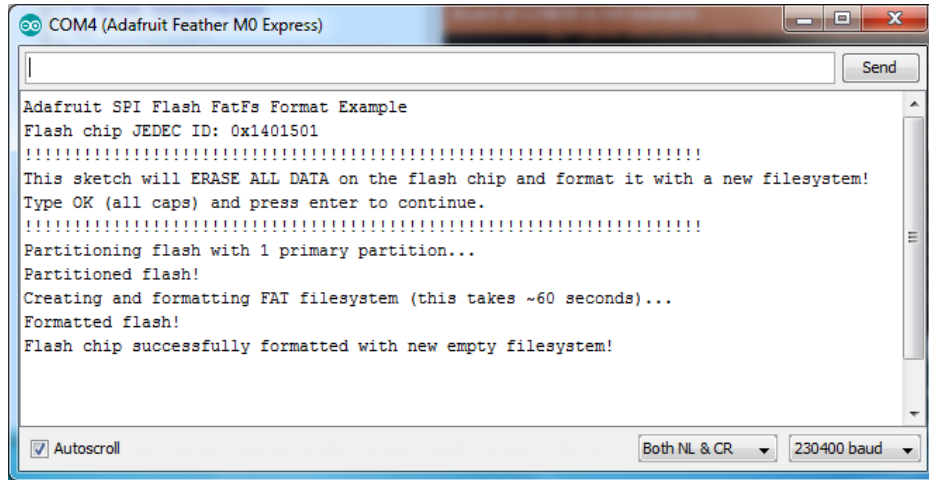 COM4 (Adafruit Feather M0 Express)
Send
Adafruit SPI Flash FatFs Format Example
Flash chip JEDEC ID: 0x1401501
!!!!!!!!!!!!!!!!!!!!!!!!!!!!!!!!!!!!!!!!!!!!!!!!!!!!!!!!!!!!!!!!!!!!!
This sketch will ERASE ALL DATA on the flash chip and format it with a new filesystem!
Type OK (all caps) and press enter to continue.
!!!!!!!!!!!!!!!!!!!!!!!!!!!!!!!!!!!!!!!!!!!!!!!!!!!!!!!!!!!!!!!!!!!!!
Partitioning flash with 1 primary partition...
Partitioned flash!
Creating and formatting FAT filesystem (this takes ~60 seconds)...
Formatted flash!
Flash chip successfully formatted with new empty filesystem!
Autoscroll
Both NL & CR
230400 baud